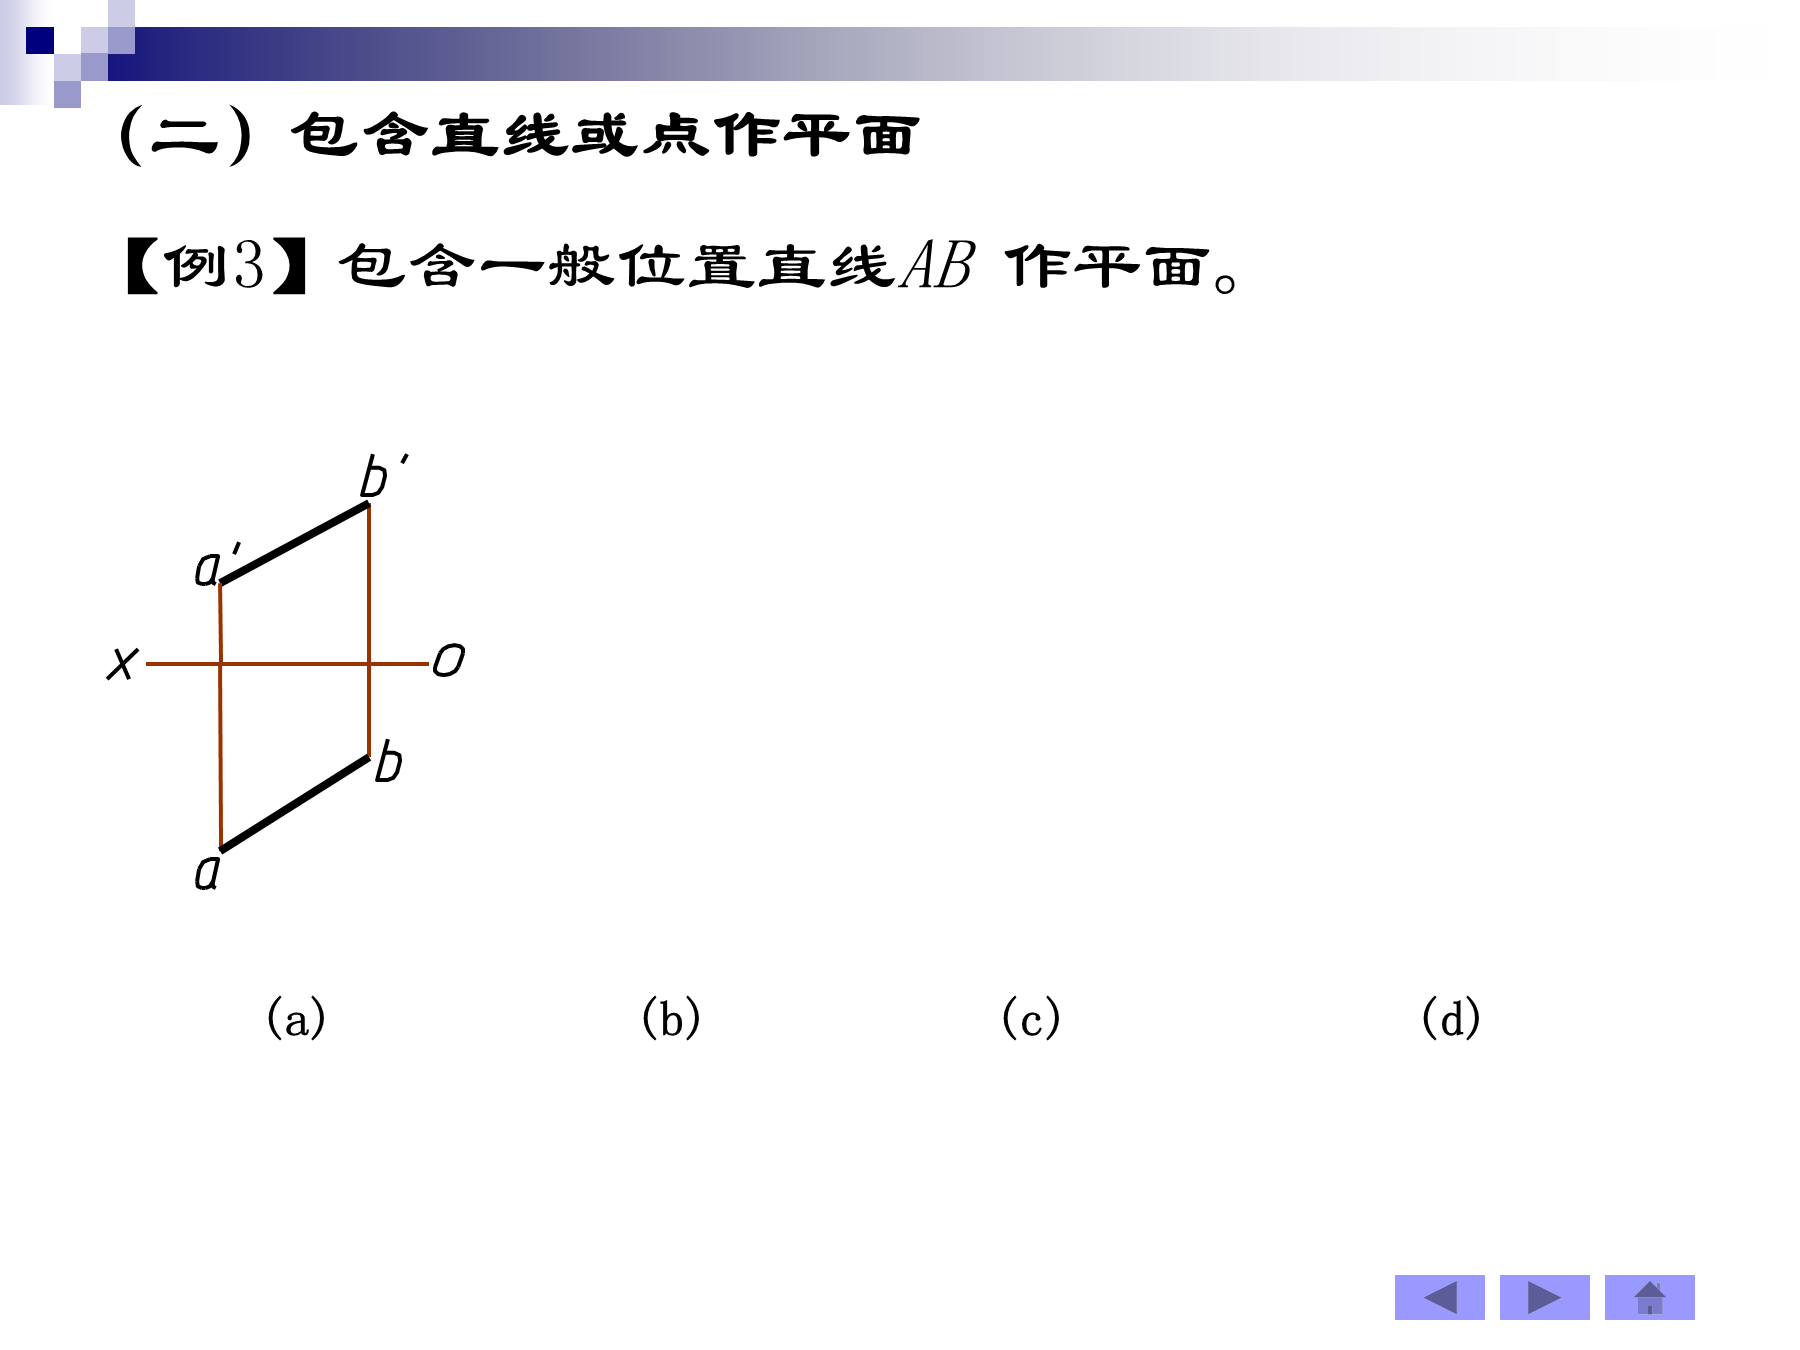 (二) 包含直线或点作平面
【例3】包含一般位置直线AB 作平面。
b′
a′
x
o
b
a
(a) (b) (c) (d)